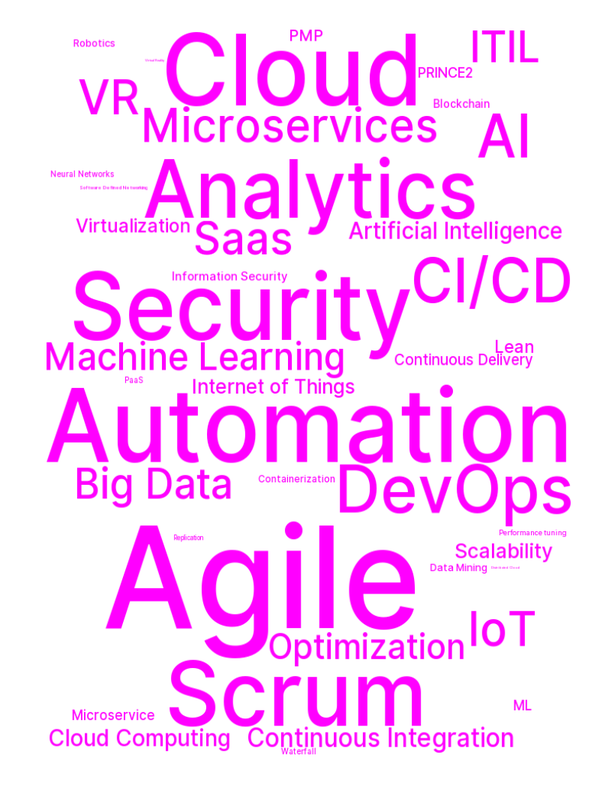 PMP
ITIL
Robotics
Cloud
PRINCE2
VR
Blockchain
Microservices
AI
Neural Networks
Analytics
Virtualization
Artificial Intelligence
Saas
Information Security
CI/CD
Security
Lean
Machine Learning
Continuous Delivery
PaaS
Internet of Things
Automation
Big Data
Containerization
DevOps
Agile
Performance tuning
Replication
Scalability
Data Mining
IoT
Optimization
Scrum
ML
Microservice
Cloud Computing
Continuous Integration
Waterfall